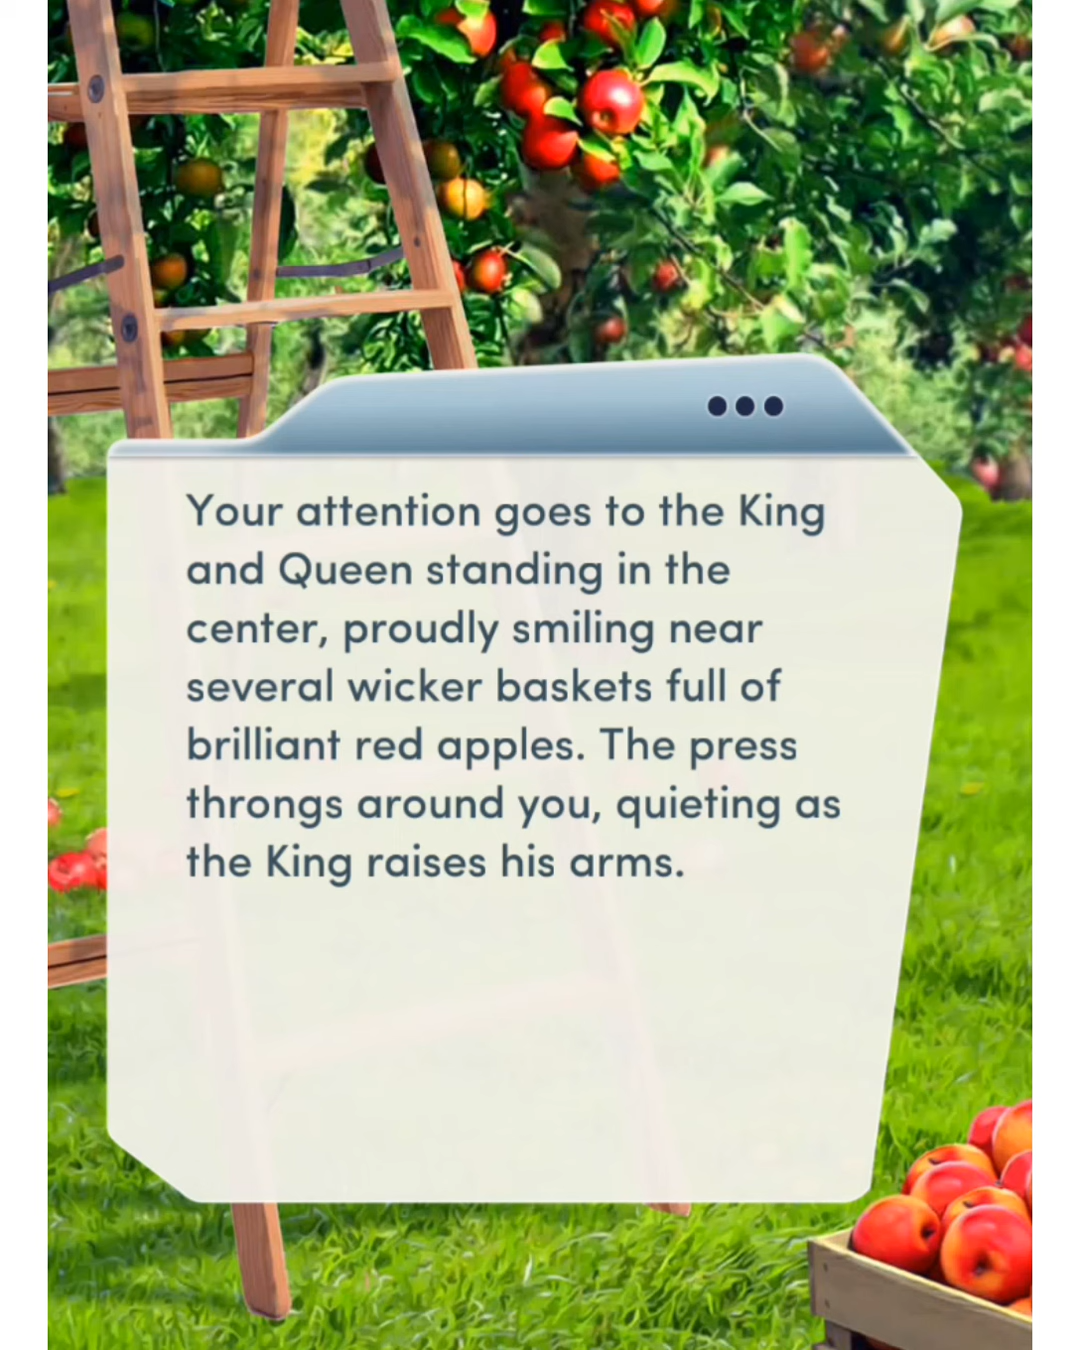 Your attention goes to the King
and Queen standing in the
center, proudly smiling near
several wicker baskets full of
brilliant red apples. The press
throngs around you, quieting as
the King raises his arms.